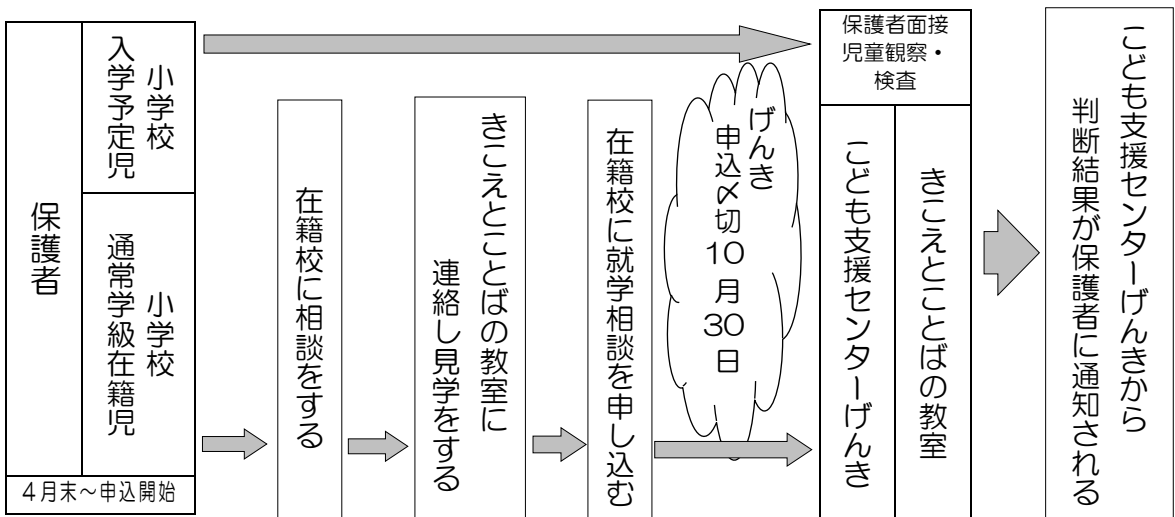 保護者
小学校
入学予定児
小学校
通常学級在籍児
4月末~申込開始
在籍校に相談をする
きこえとことばの教室に
連絡し見学をする
在籍校に就学相談を申し込む
げんき
申込〆切10月30日
保護者面接
児童観察・
検査
こども支援センターげんき
きこえとことばの教室
こども支援センターげんきから
判断結果が保護者に通知される